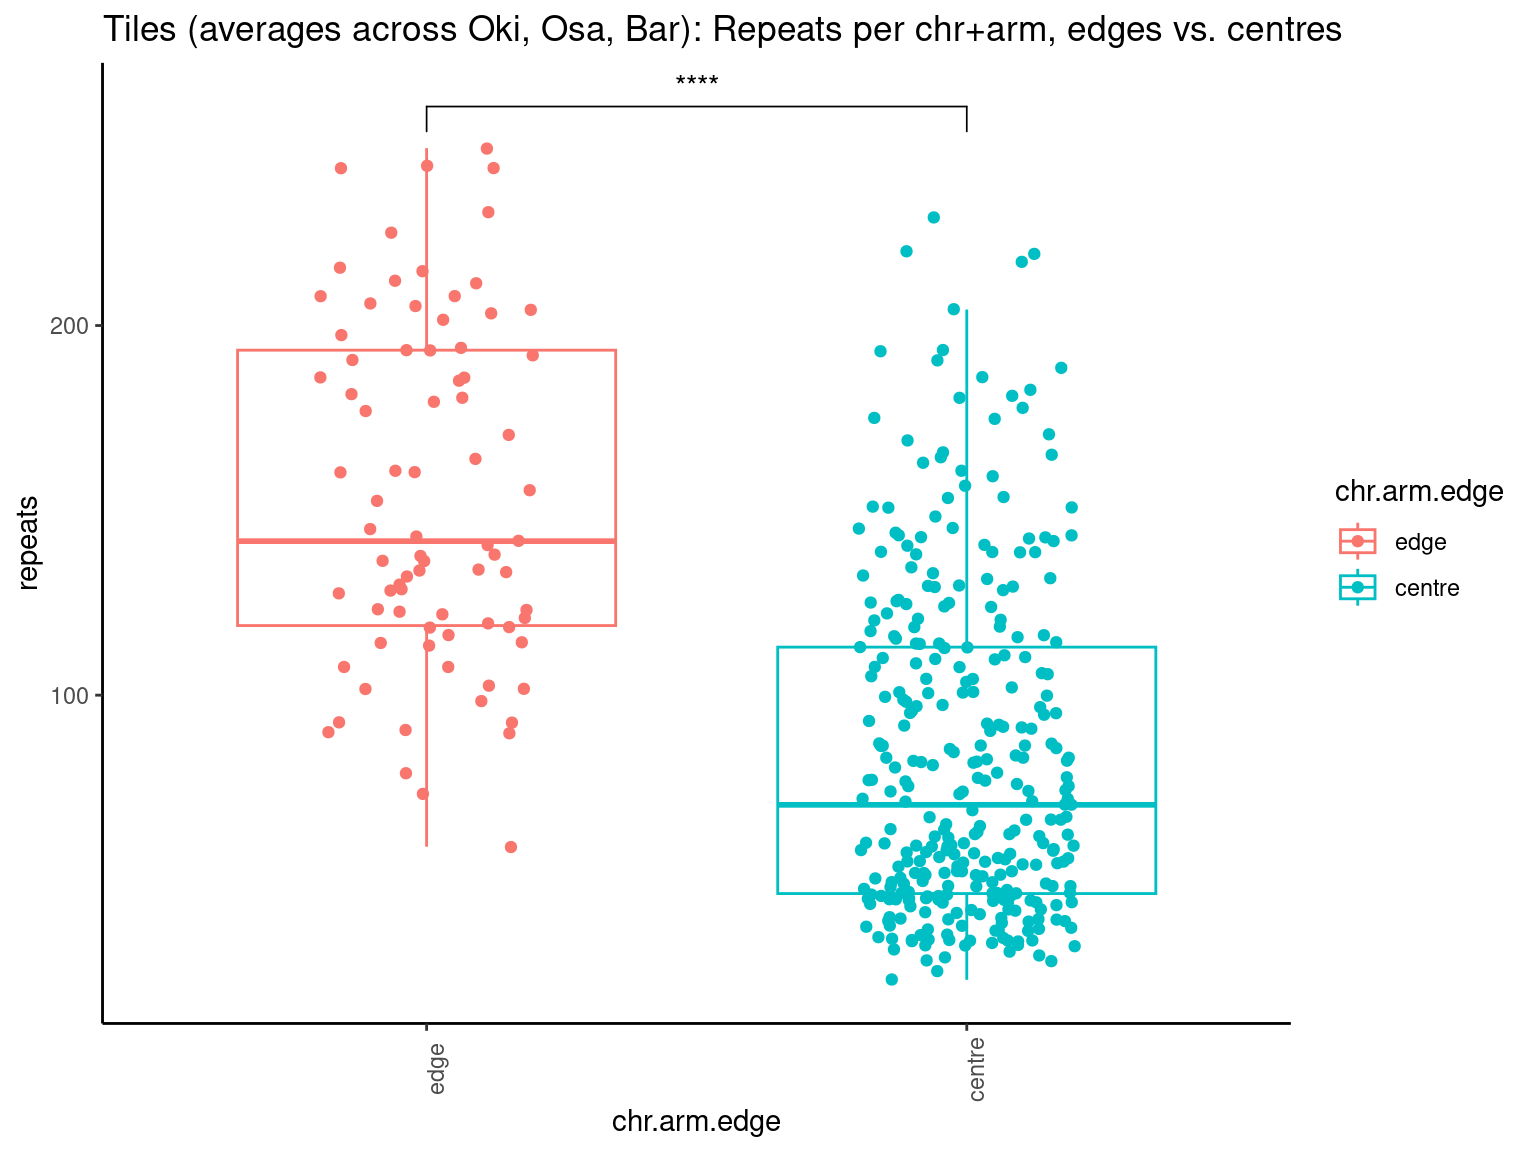 Tiles (averages across Oki, Osa, Bar): Repeats per chr+arm, edges vs. centres
****
200
100
repeats
edge
centre
chr.arm.edge
chr.arm.edge
edge
centre